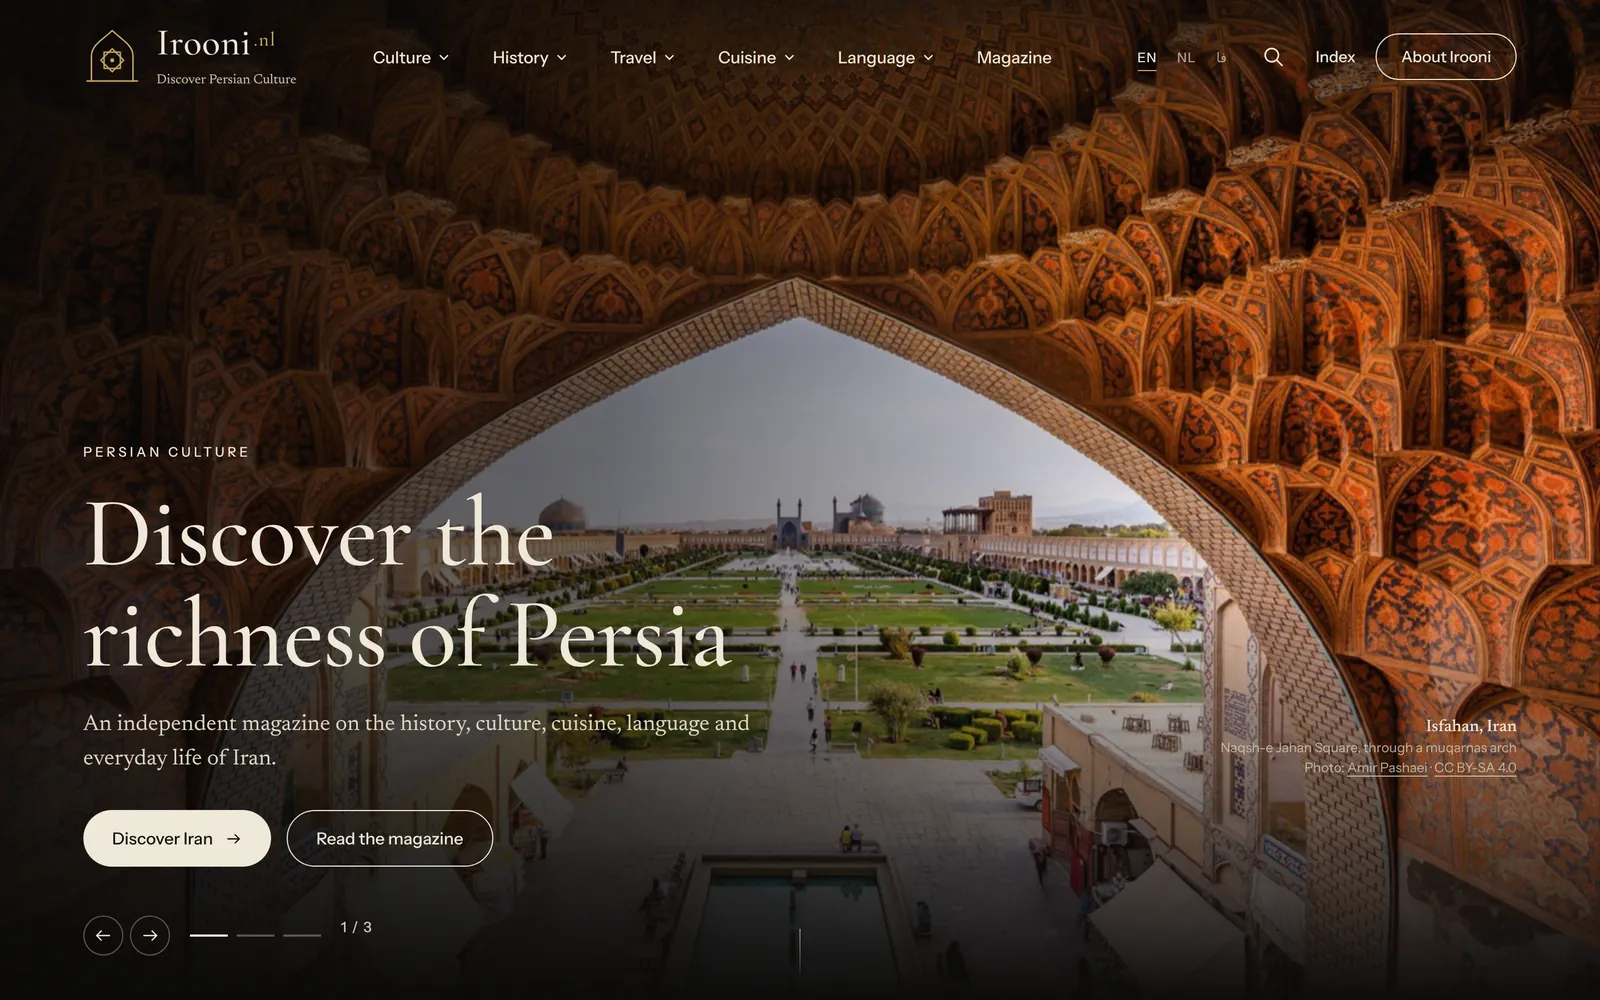 Irooni.nl
Discover Persian Culture
Culture
History
Travel
Cuisine
Language
Magazine
EN
NL
فا
Index
About Irooni
PERSIAN CULTURE
Discover the
richness of Persia
An independent magazine on the history, culture, cuisine, language and
everyday life of Iran.
Discover Iran
Read the magazine
1 / 3
Isfahan, Iran
Naqsh-e Jahan Square, through a muqarnas arch
Photo: Amir Pashaei · CC BY-SA 4.0